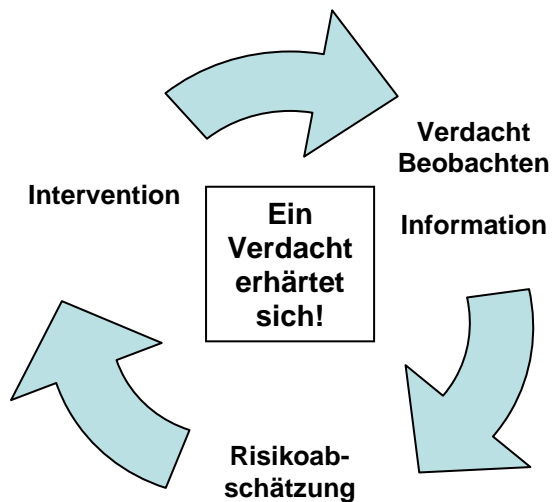 Verdacht
Beobachten
Information
Intervention
Ein
Verdacht
erhärtet
sich!
Risikoab-
schätzung